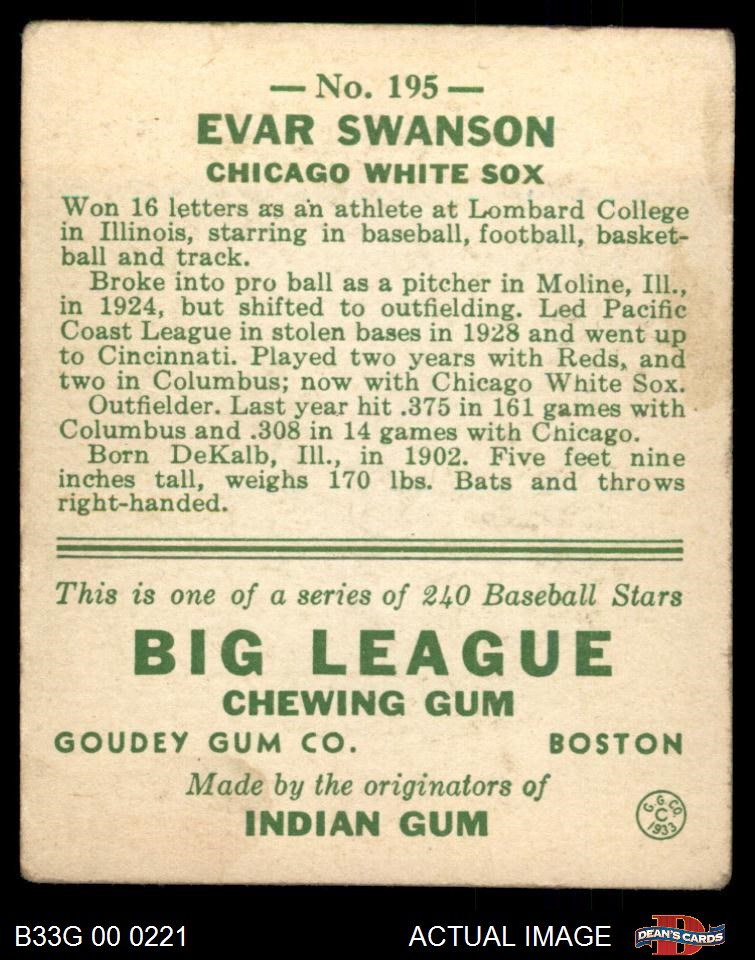 — No. 195 —
EVAR SWANSON
CHICAGO WHITE SOX
Won 16 letters as an athlete at Lombard College
in Illinois, starring in baseball, football, basket-
ball and track.
Broke into pro ball as a pitcher in Moline, Ill.,
in 1924, but shifted to outfielding. Led Pacific
Coast League in stolen bases in 1928 and went up
to Cincinnati. Played two years with Reds, and
two in Columbus; now with Chicago White Sox.
Outfielder. Last year hit .375 in 161 games with
Columbus and .308 in 14 games with Chicago.
Born DeKalb, Ill., in 1902. Five feet nine
inches tall, weighs 170 lbs. Bats and throws
right-handed.
This is one of a series of 240 Baseball Stars
BIG LEAGUE
CHEWING GUM
GOUDEY GUM CO. BOSTON
Made by the originators of
INDIAN GUM
G. G. CO.
C
1933
B33G 00 0221 ACTUAL IMAGE
D
DEAN'S CARDS